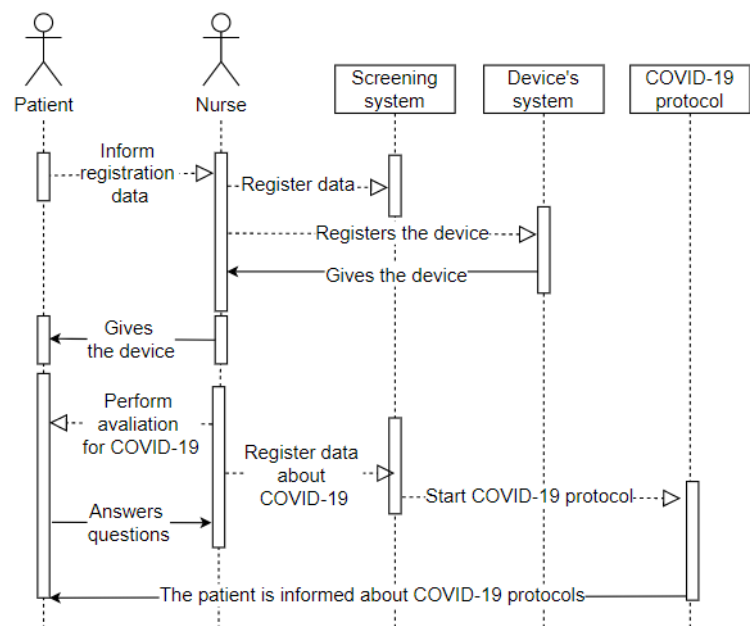 Patient
Nurse
Screening
system
Device's
system
COVID-19
protocol
Inform
registration
data
Register data
Registers the device
Gives the device
Gives
the device
Perform
avaliation
for COVID-19
Register data
about
COVID-19
Start COVID-19 protocol
Answers
questions
The patient is informed about COVID-19 protocols